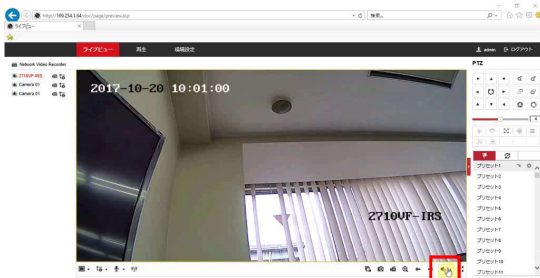 http://169.254.1.64/doc/page/preview.asp
検索...
ライブビュー
ライブビュー
再生
環境設定
admin
ログアウト
Network Video Recorder
2710VF-IRS
Camera 01
Camera 01
2017-10-20 10:01:00
2710VF-IRS
PTZ
4
プリセット1
プリセット2
プリセット3
プリセット4
プリセット5
プリセット6
プリセット7
プリセット8
プリセット9
プリセット10
プリセット11